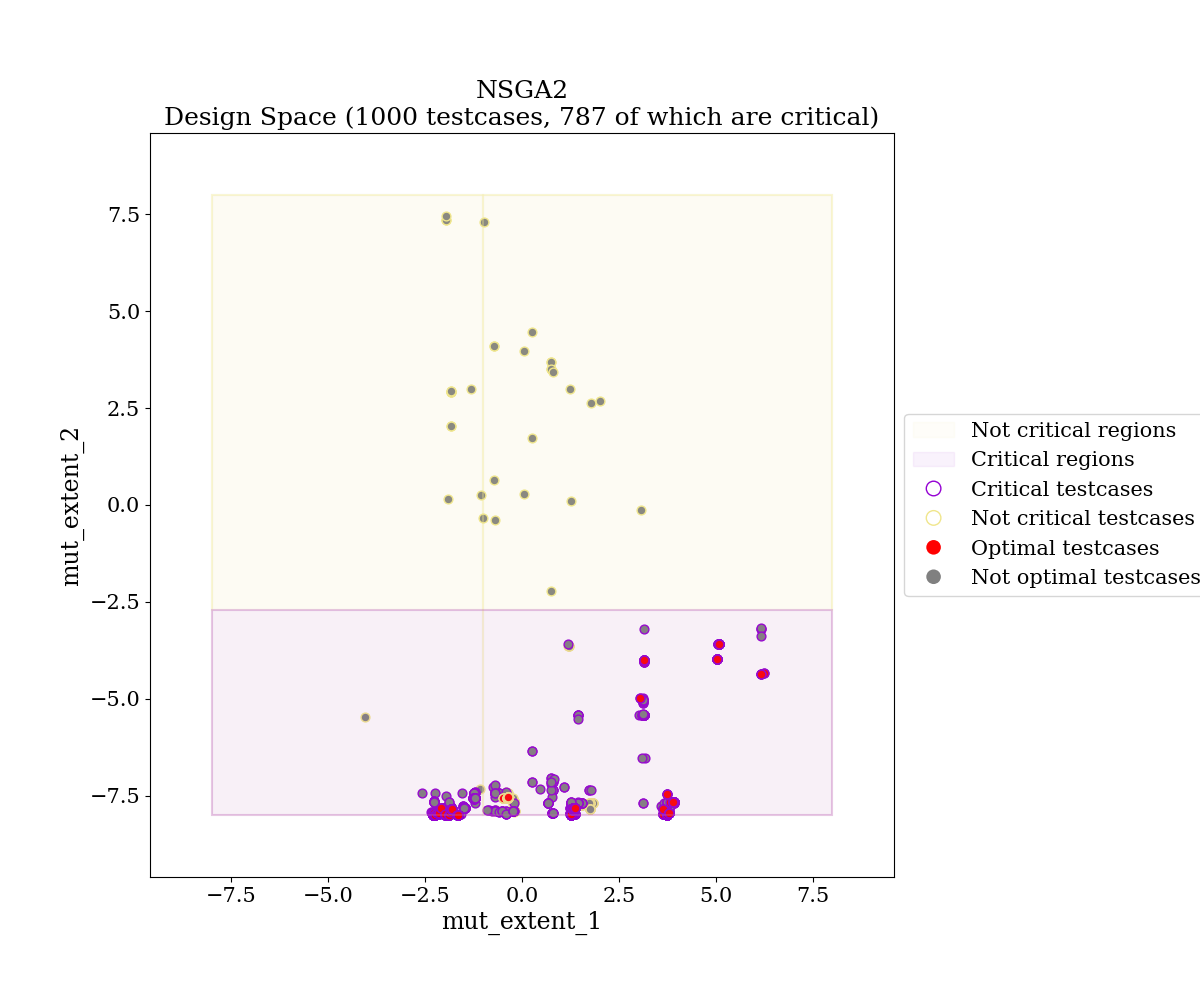 NSGA2
Design Space (1000 testcases, 787 of which are critical)
7.5
5.0
2.5
0.0
−2.5
−5.0
−7.5
mut_extent_2
−7.5
−5.0
−2.5
0.0
2.5
5.0
7.5
mut_extent_1
Not critical regions
Critical regions
Critical testcases
Not critical testcases
Optimal testcases
Not optimal testcases